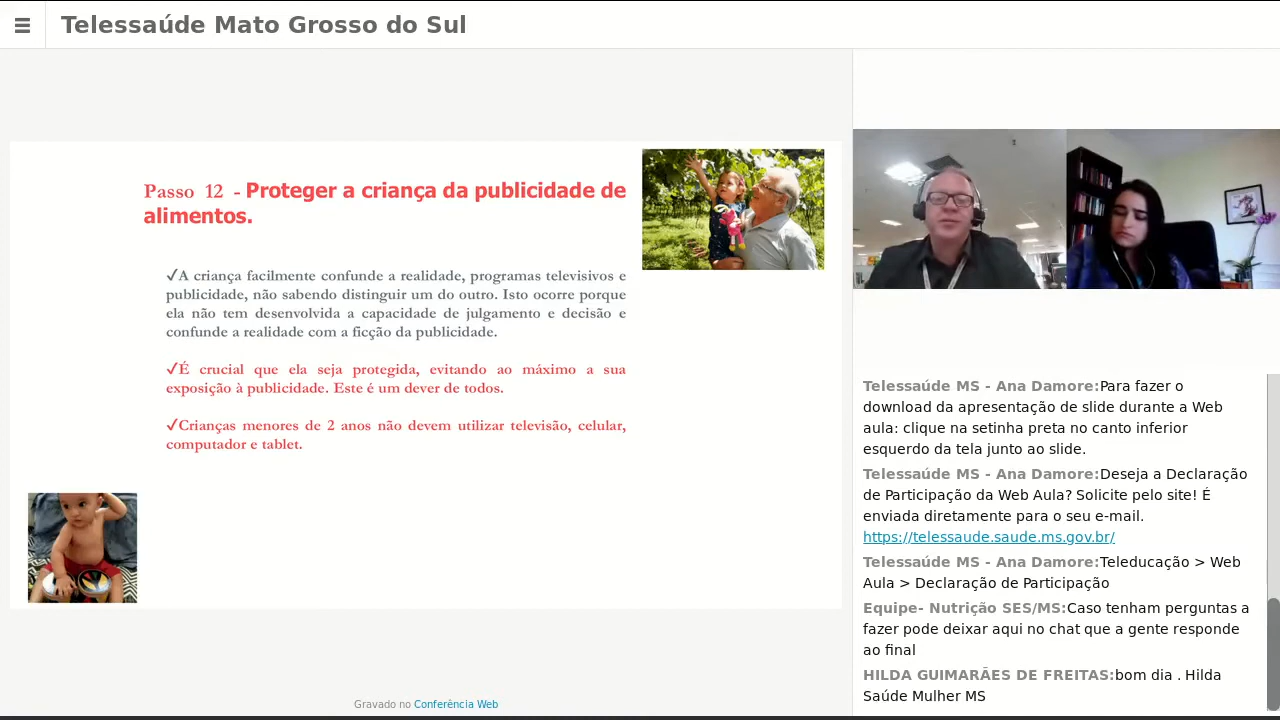 Telessaúde Mato Grosso do Sul
Passo 12 - Proteger a criança da publicidade de
alimentos.
✓A criança facilmente confunde a realidade, programas televisivos e
publicidade, não sabendo distinguir um do outro. Isto ocorre porque
ela não tem desenvolvida a capacidade de julgamento e decisão e
confunde a realidade com a ficção da publicidade.
✓É crucial que ela seja protegida, evitando ao máximo a sua
exposição à publicidade. Este é um dever de todos.
✓Crianças menores de 2 anos não devem utilizar televisão, celular,
computador e tablet.
Gravado no Conferência Web
Telessaúde MS - Ana Damore:Para fazer o
download da apresentação de slide durante a Web
aula: clique na setinha preta no canto inferior
esquerdo da tela junto ao slide.
Telessaúde MS - Ana Damore:Deseja a Declaração
de Participação da Web Aula? Solicite pelo site! É
enviada diretamente para o seu e-mail.
https://telessaude.saude.ms.gov.br/
Telessaúde MS - Ana Damore:Teleducação > Web
Aula > Declaração de Participação
Equipe- Nutrição SES/MS:Caso tenham perguntas a
fazer pode deixar aqui no chat que a gente responde
ao final
HILDA GUIMARÃES DE FREITAS:bom dia . Hilda
Saúde Mulher MS